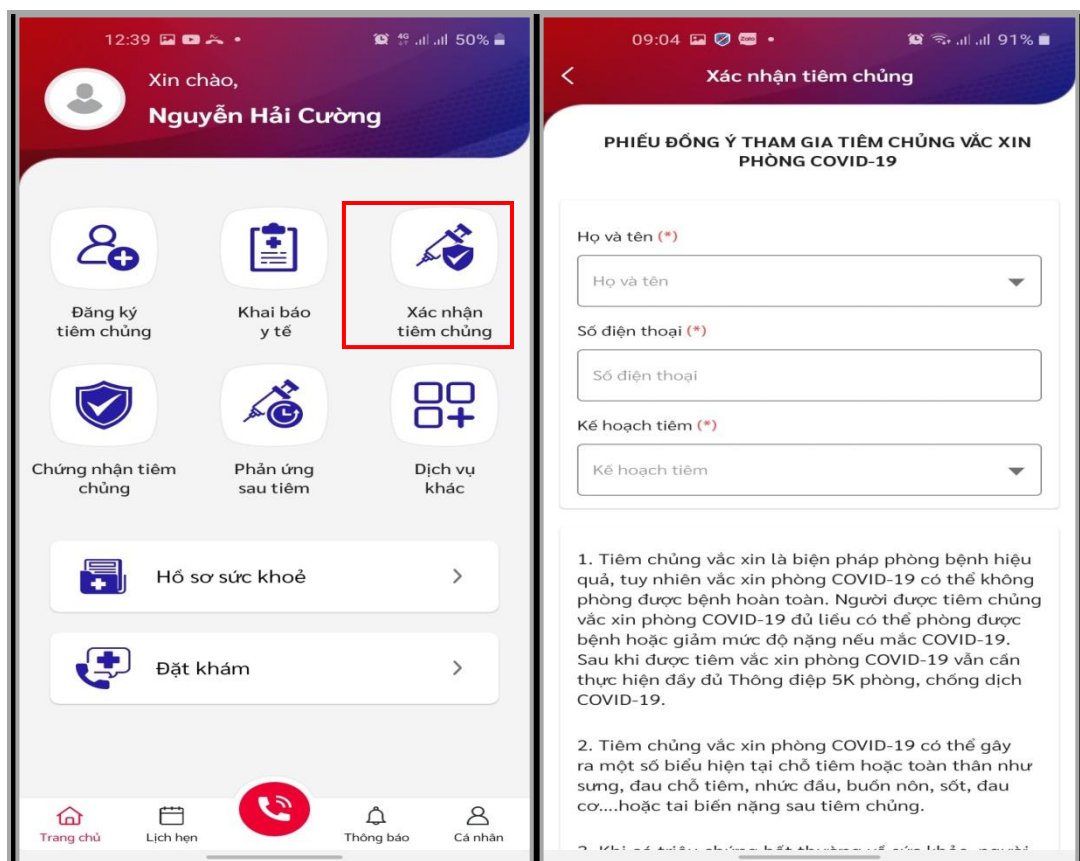 12:39
4G
50%
Xin chào,
Nguyễn Hải Cường
Đăng ký
tiêm chủng
Khai báo
y tế
Xác nhận
tiêm chủng
Chứng nhận tiêm
chủng
Phản ứng
sau tiêm
Dịch vụ
khác
Hồ sơ sức khoẻ
Đặt khám
Trang chủ
Lịch hẹn
Thông báo
Cá nhân
09:04
Zalo
91%
Xác nhận tiêm chủng
PHIẾU ĐỒNG Ý THAM GIA TIÊM CHỦNG VẮC XIN
PHÒNG COVID-19
Họ và tên (*)
Họ và tên
Số điện thoại (*)
Số điện thoại
Kế hoạch tiêm (*)
Kế hoạch tiêm
1. Tiêm chủng vắc xin là biện pháp phòng bệnh hiệu
quả, tuy nhiên vắc xin phòng COVID-19 có thể không
phòng được bệnh hoàn toàn. Người được tiêm chủng
vắc xin phòng COVID-19 đủ liều có thể phòng được
bệnh hoặc giảm mức độ nặng nếu mắc COVID-19.
Sau khi được tiêm vắc xin phòng COVID-19 vẫn cần
thực hiện đầy đủ Thông điệp 5K phòng, chống dịch
COVID-19.
2. Tiêm chủng vắc xin phòng COVID-19 có thể gây
ra một số biểu hiện tại chỗ tiêm hoặc toàn thân như
sưng, đau chỗ tiêm, nhức đầu, buồn nôn, sốt, đau
cơ....hoặc tai biến nặng sau tiêm chủng.